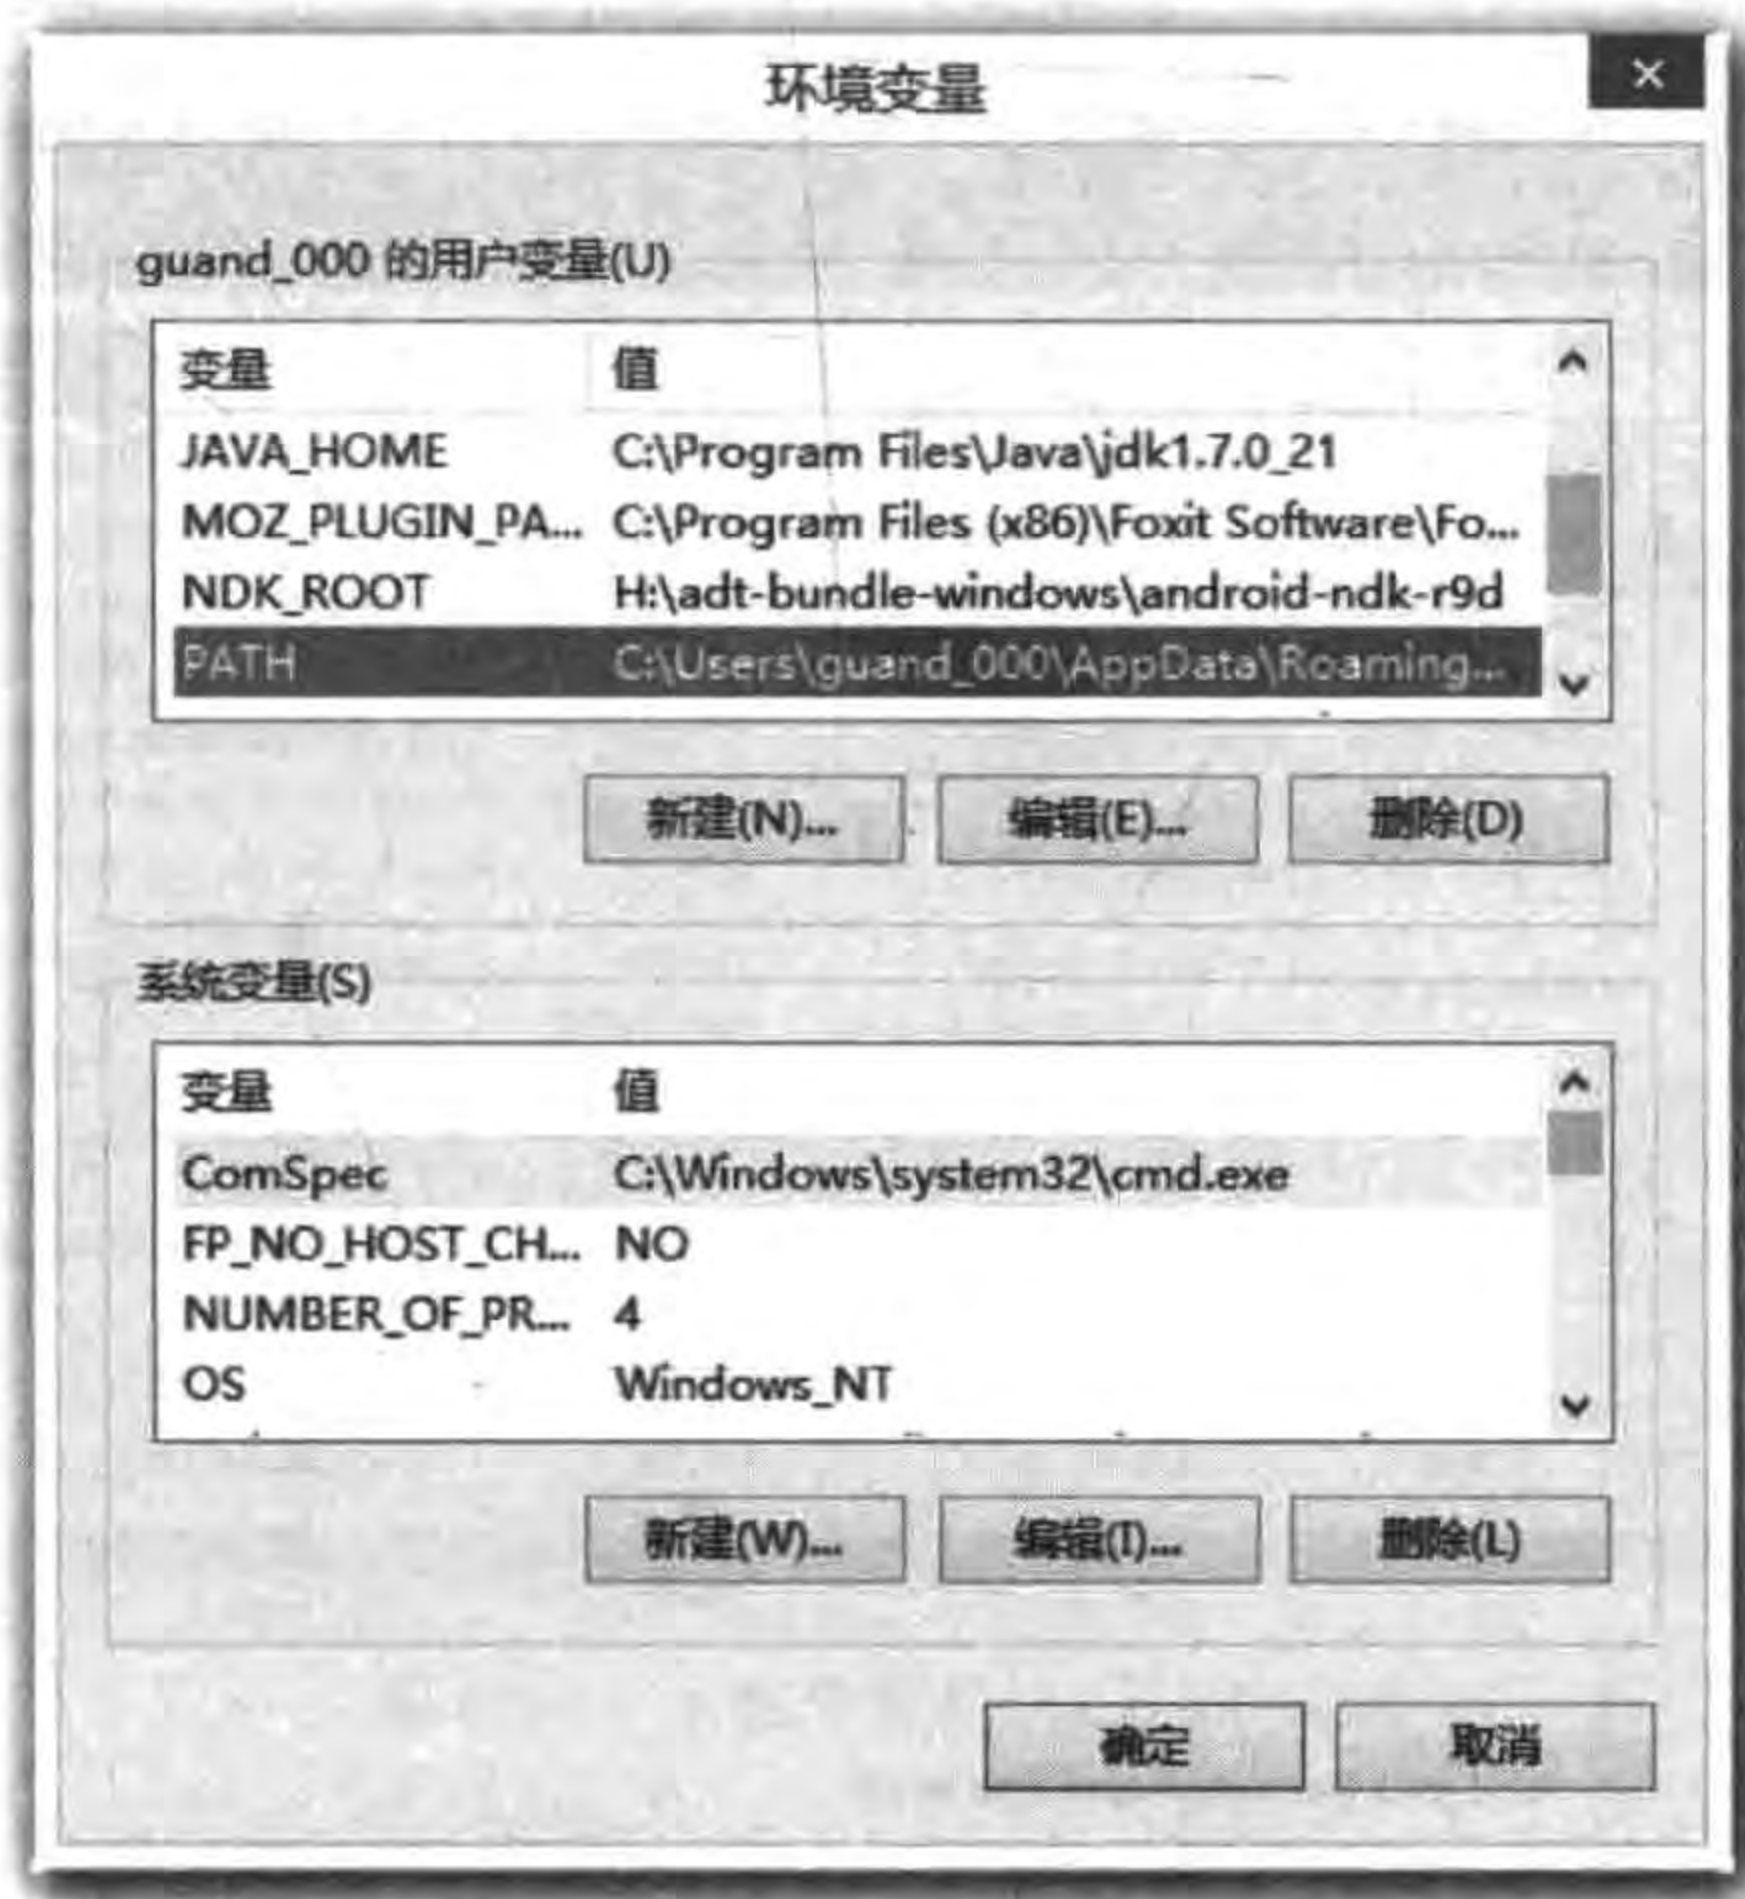 环境变量
guand_000 的用户变量(U)
变量 值
JAVA_HOME C:\Program Files\Java\jdk1.7.0_21
MOZ_PLUGIN_PA... C:\Program Files (x86)\Foxit Software\Fo...
NDK_ROOT H:\adt-bundle-windows\android-ndk-r9d
PATH C:\Users\guand_000\AppData\Roaming...
新建(N)... 编辑(E)... 删除(D)
系统变量(S)
变量 值
ComSpec C:\Windows\system32\cmd.exe
FP_NO_HOST_CH... NO
NUMBER_OF_PR... 4
OS Windows_NT
新建(W)... 编辑(I)... 删除(L)
确定 取消